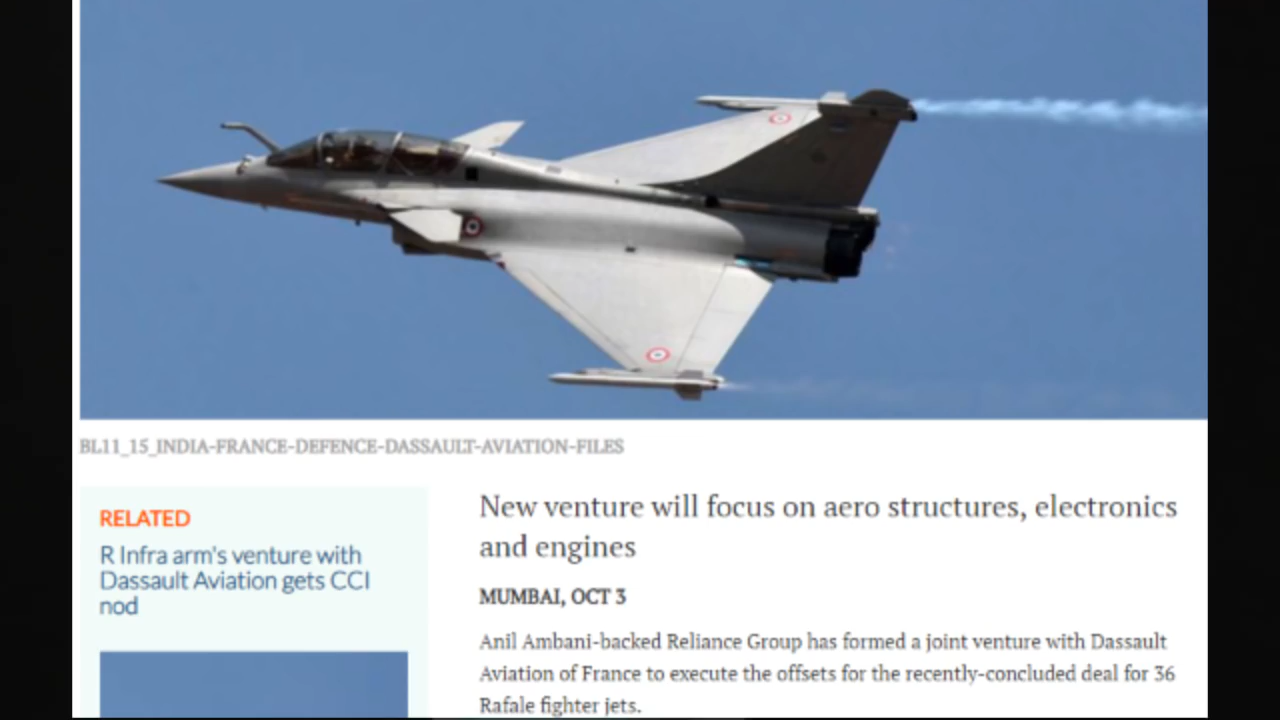 BL11_15_INDIA-FRANCE-DEFENCE-DASSAULT-AVIATION-FILES
RELATED
R Infra arm's venture with
Dassault Aviation gets CCI
nod
New venture will focus on aero structures, electronics
and engines
MUMBAI, OCT 3
Anil Ambani-backed Reliance Group has formed a joint venture with Dassault
Aviation of France to execute the offsets for the recently-concluded deal for 36
Rafale fighter jets.